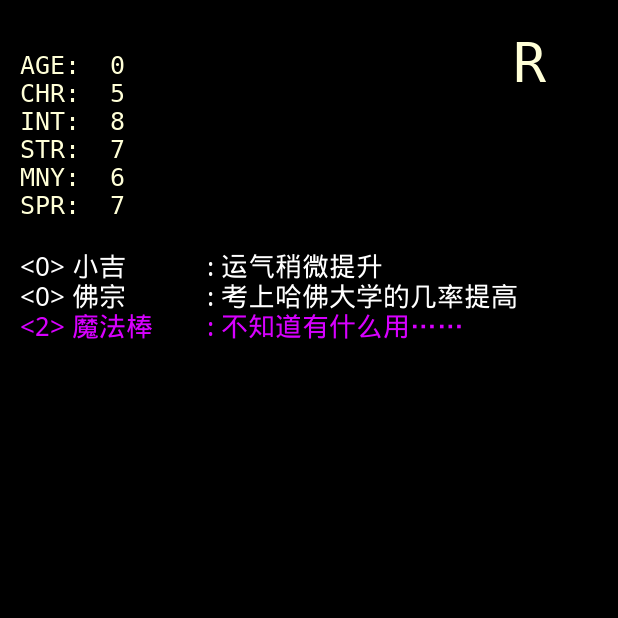 R
AGE: 0
CHR: 5
INT: 8
STR: 7
MNY: 6
SPR: 7
<O> 小吉 : 运气稍微提升
<O> 佛宗 : 考上哈佛大学的几率提高
<2> 魔法棒 : 不知道有什么用……